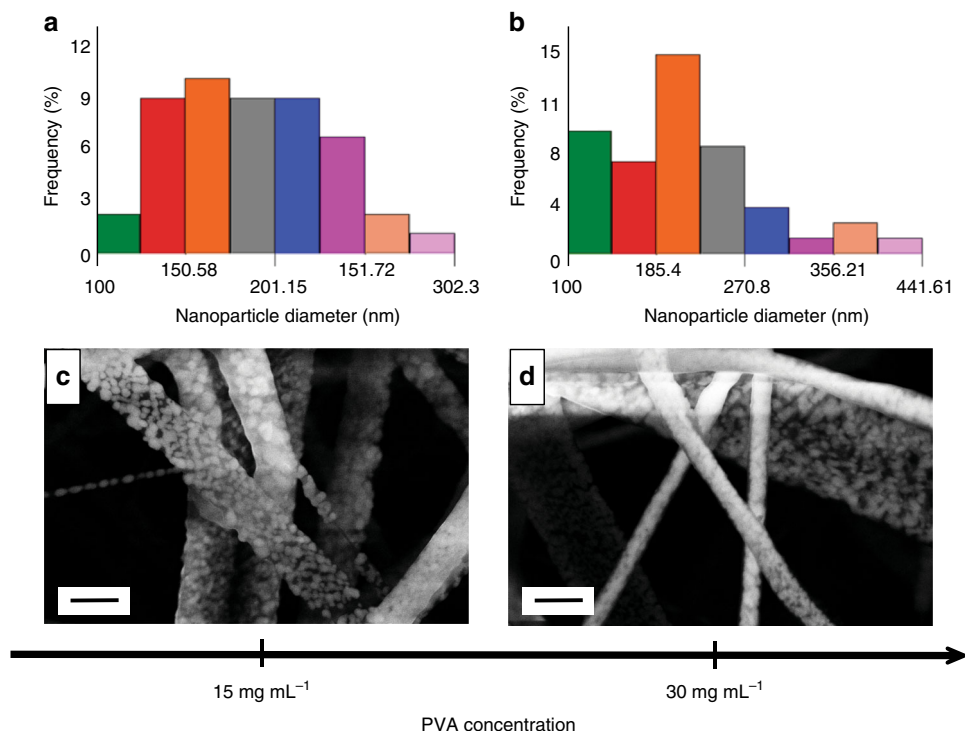 a
12
9
6
3
0
Frequency (%)
150.58
151.72
100
201.15
302.3
Nanoparticle diameter (nm)
b
15
11
8
4
0
Frequency (%)
185.4
356.21
100
270.8
441.61
Nanoparticle diameter (nm)
c
d
15 mg mL⁻¹
30 mg mL⁻¹
PVA concentration